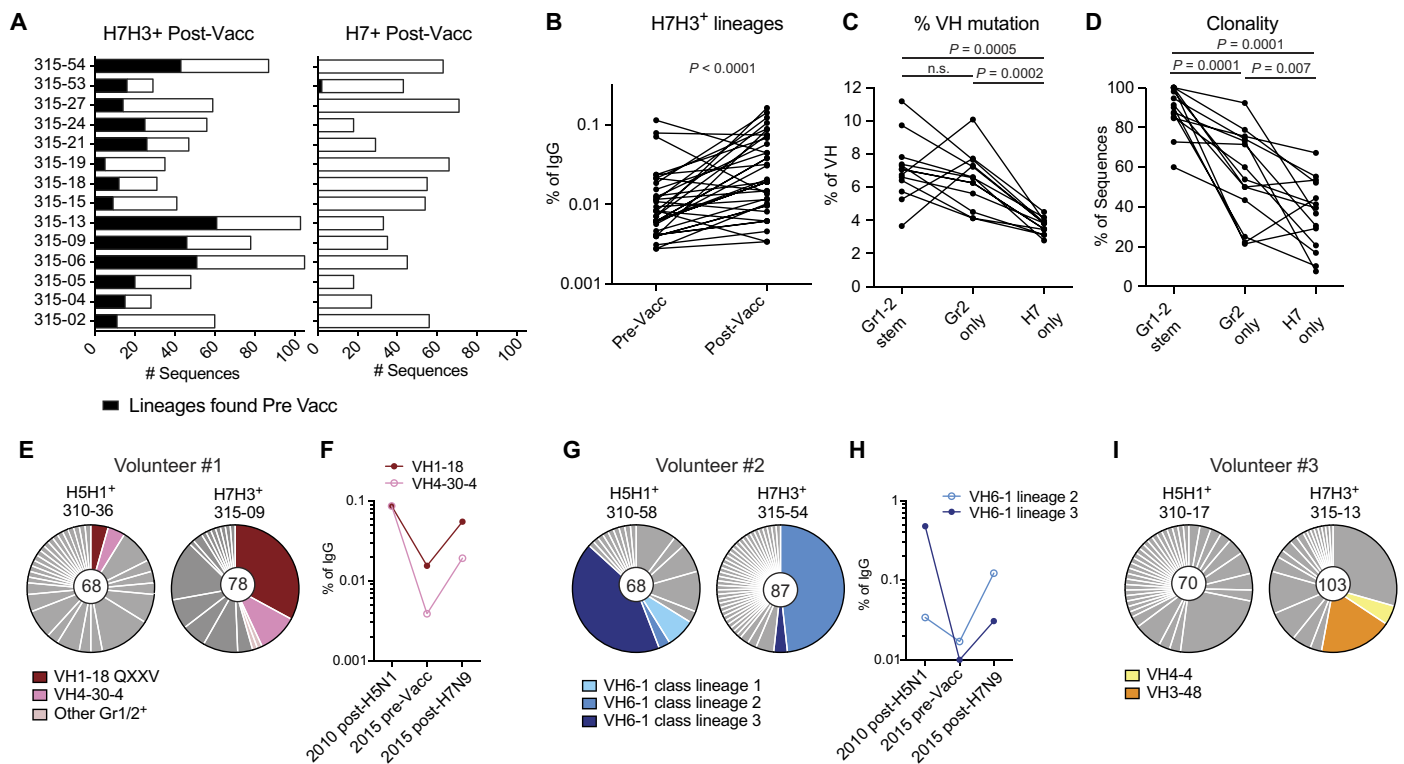 A
H7H3+ Post-Vacc
H7+ Post-Vacc
315-54
315-53
315-27
315-24
315-21
315-19
315-18
315-15
315-13
315-09
315-06
315-05
315-04
315-02
0
20
40
60
80
100
# Sequences
0
20
40
60
80
100
# Sequences
Lineages found Pre Vacc
B
H7H3+ lineages
P < 0.0001
% of IgG
0.1
0.01
0.001
Pre-Vacc
Post-Vacc
C
% VH mutation
P = 0.0005
n.s.
P = 0.0002
% of VH
12
10
8
6
4
2
0
Gr1-2
stem
Gr2
only
H7
only
D
Clonality
P = 0.0001
P = 0.0001
P = 0.007
% of Sequences
100
80
60
40
20
0
Gr1-2
stem
Gr2
only
H7
only
E
Volunteer #1
H5H1+
310-36
H7H3+
315-09
68
78
VH1-18 QXXV
VH4-30-4
Other Gr1/2+
F
VH1-18
VH4-30-4
% of IgG
0.1
0.01
0.001
2010 post-H5N1
2015 pre-Vacc
2015 post-H7N9
G
Volunteer #2
H5H1+
310-58
H7H3+
315-54
68
87
VH6-1 class lineage 1
VH6-1 class lineage 2
VH6-1 class lineage 3
H
VH6-1 lineage 2
VH6-1 lineage 3
% of IgG
1
0.1
0.01
2010 post-H5N1
2015 pre-Vacc
2015 post-H7N9
I
Volunteer #3
H5H1+
310-17
H7H3+
315-13
70
103
VH4-4
VH3-48